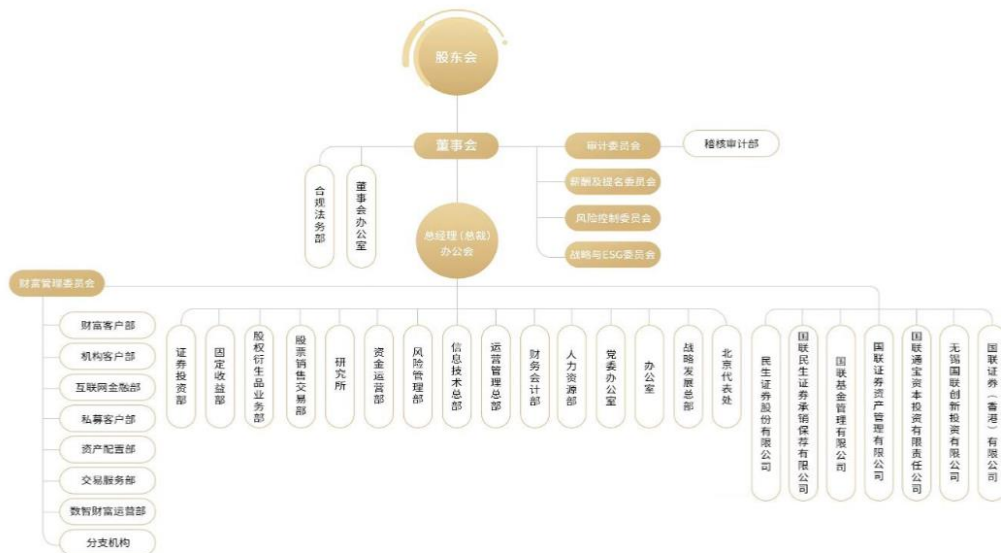 股东会
董事会
审计委员会
稽核审计部
薪酬及提名委员会
风险控制委员会
战略与ESG委员会
合规法务部
董事会办公室
总经理(总裁)
办公会
财富管理委员会
财富客户部
机构客户部
互联网金融部
私募客户部
资产配置部
交易服务部
数智财富运营部
分支机构
证券投资部
固定收益部
股权衍生品业务部
股票销售交易部
研究所
资金运营部
风险管理部
信息技术总部
运营管理总部
财务会计部
人力资源部
党委办公室
办公室
战略发展总部
北京代表处
民生证券股份有限公司
国联民生证券承销保荐有限公司
国联基金管理有限公司
国联证券资产管理有限公司
国联通宝资本投资有限责任公司
无锡国联创新投资有限公司
国联证券（香港）有限公司